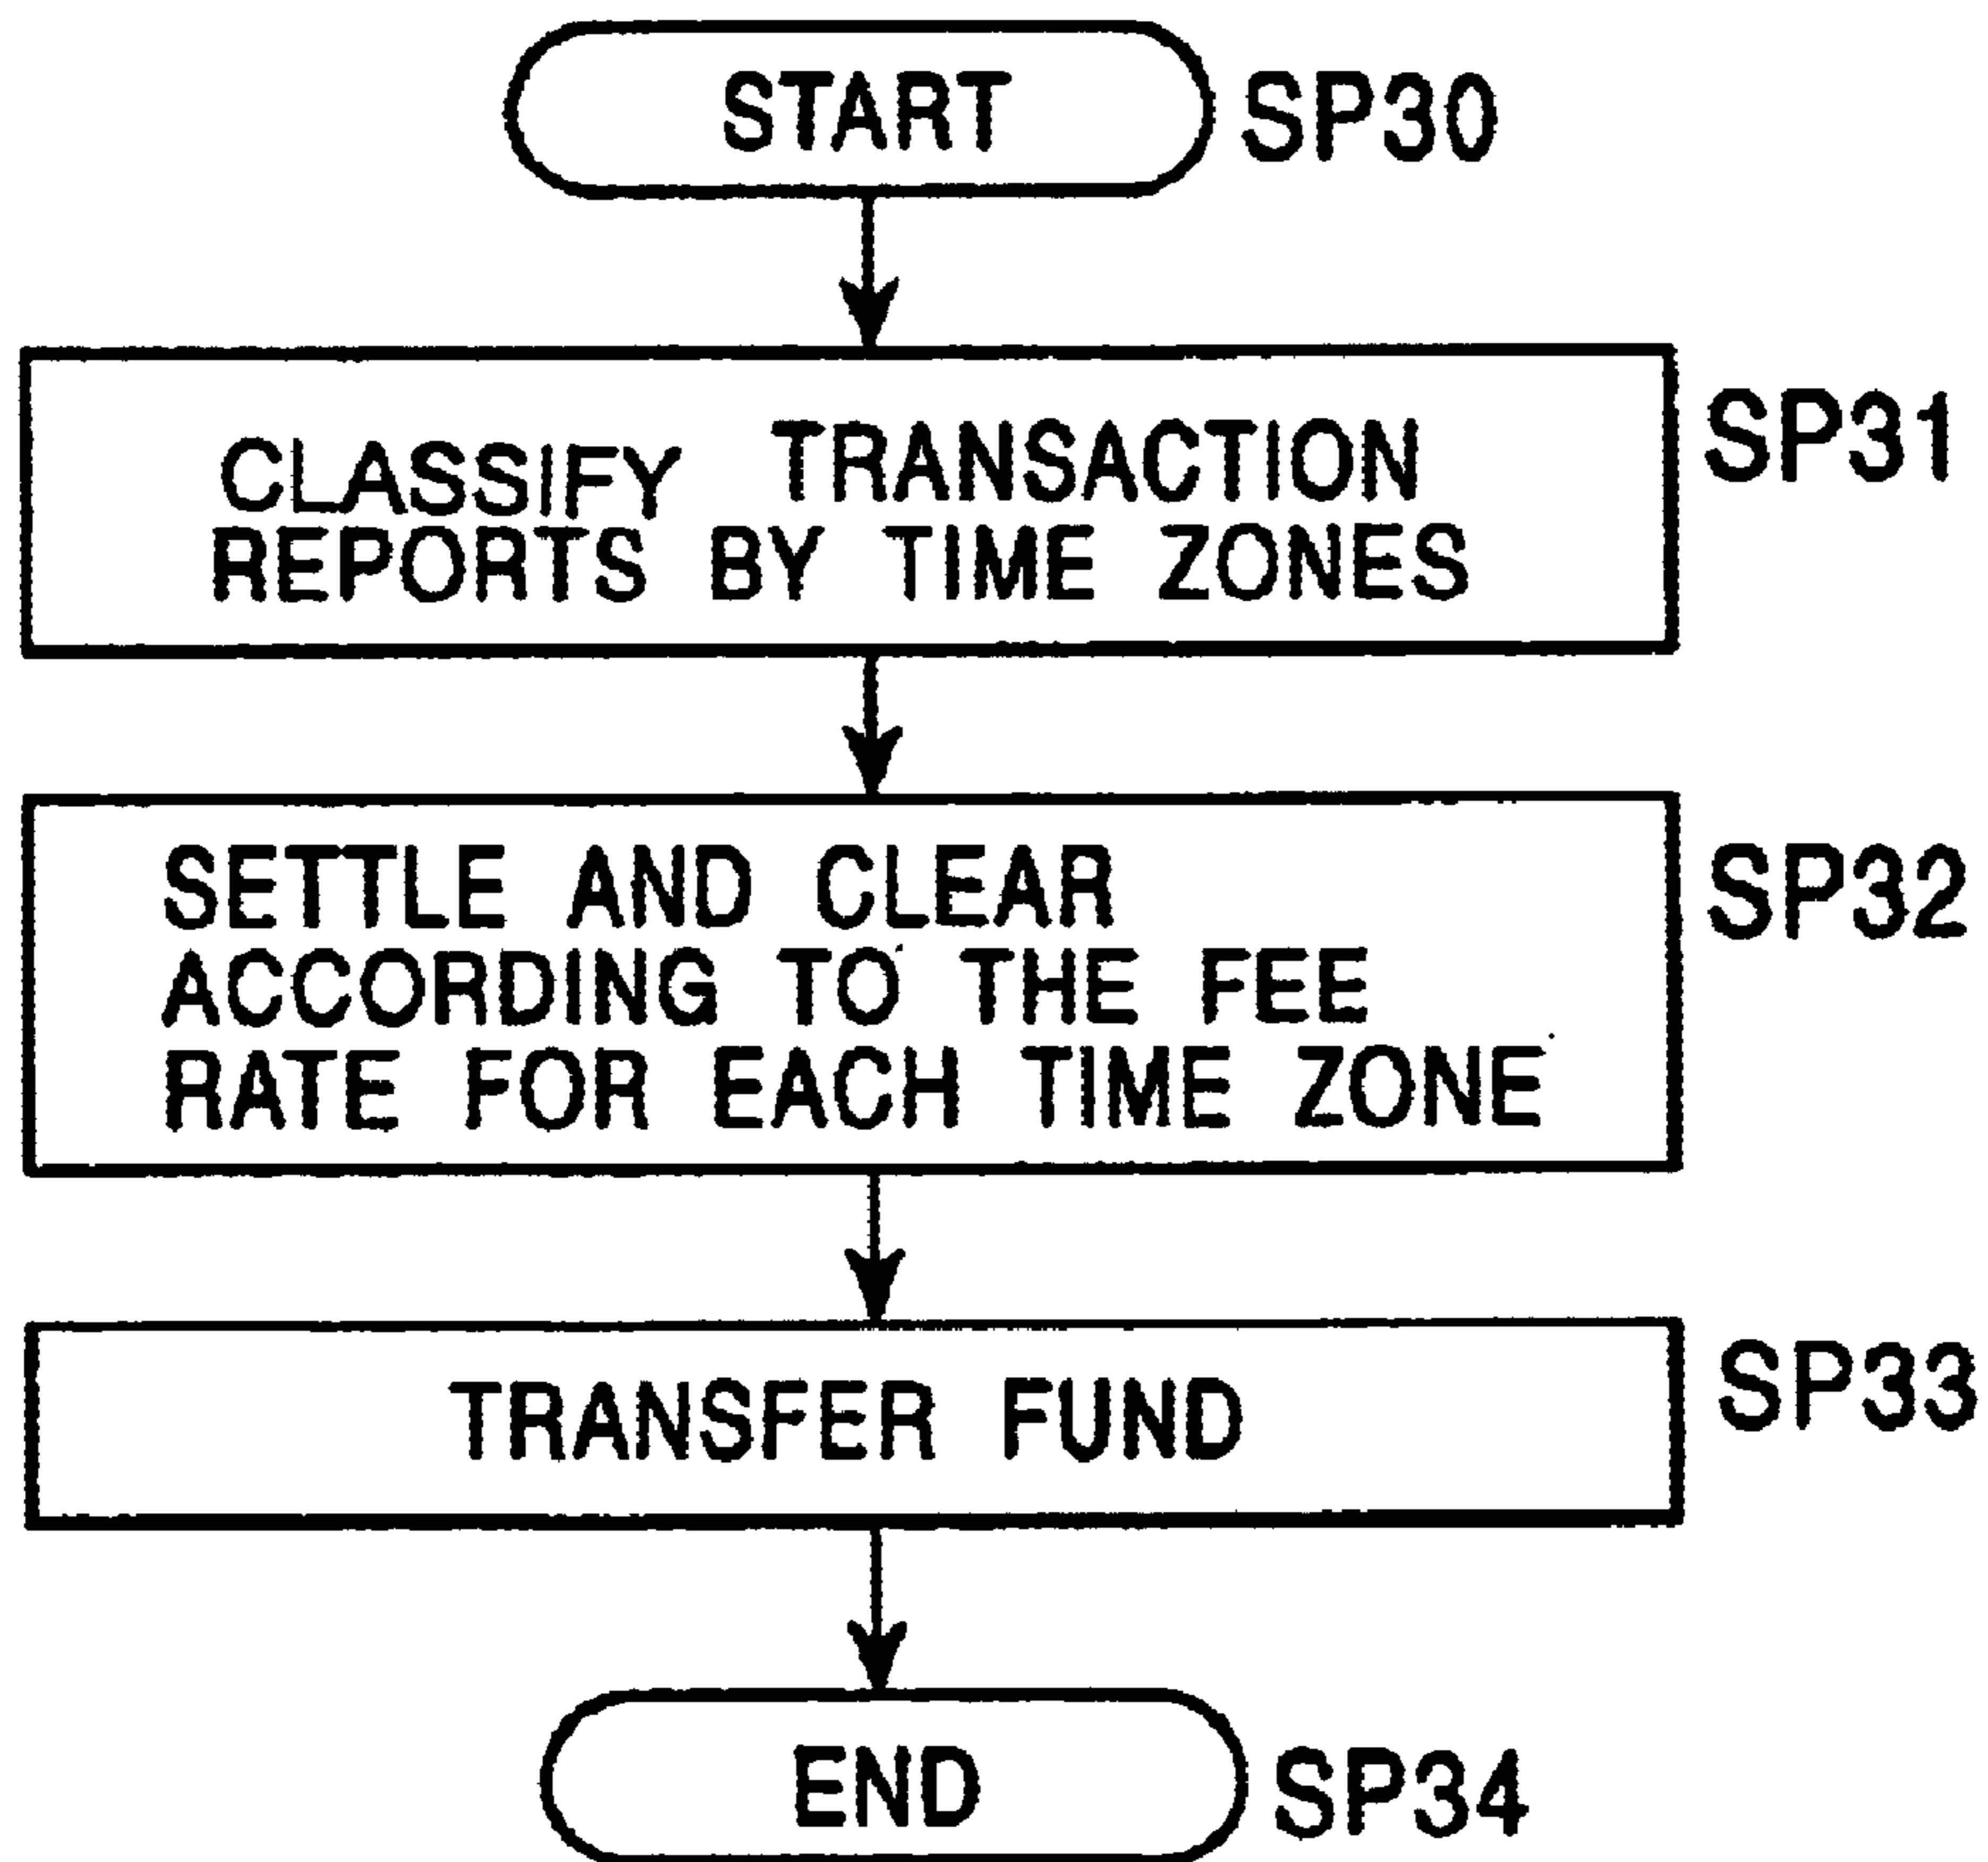 START
SP30
CLASSIFY TRANSACTION
REPORTS BY TIME ZONES
SP31
SETTLE AND CLEAR
ACCORDING TO THE FEE
RATE FOR EACH TIME ZONE
SP32
TRANSFER FUND
SP33
END
SP34